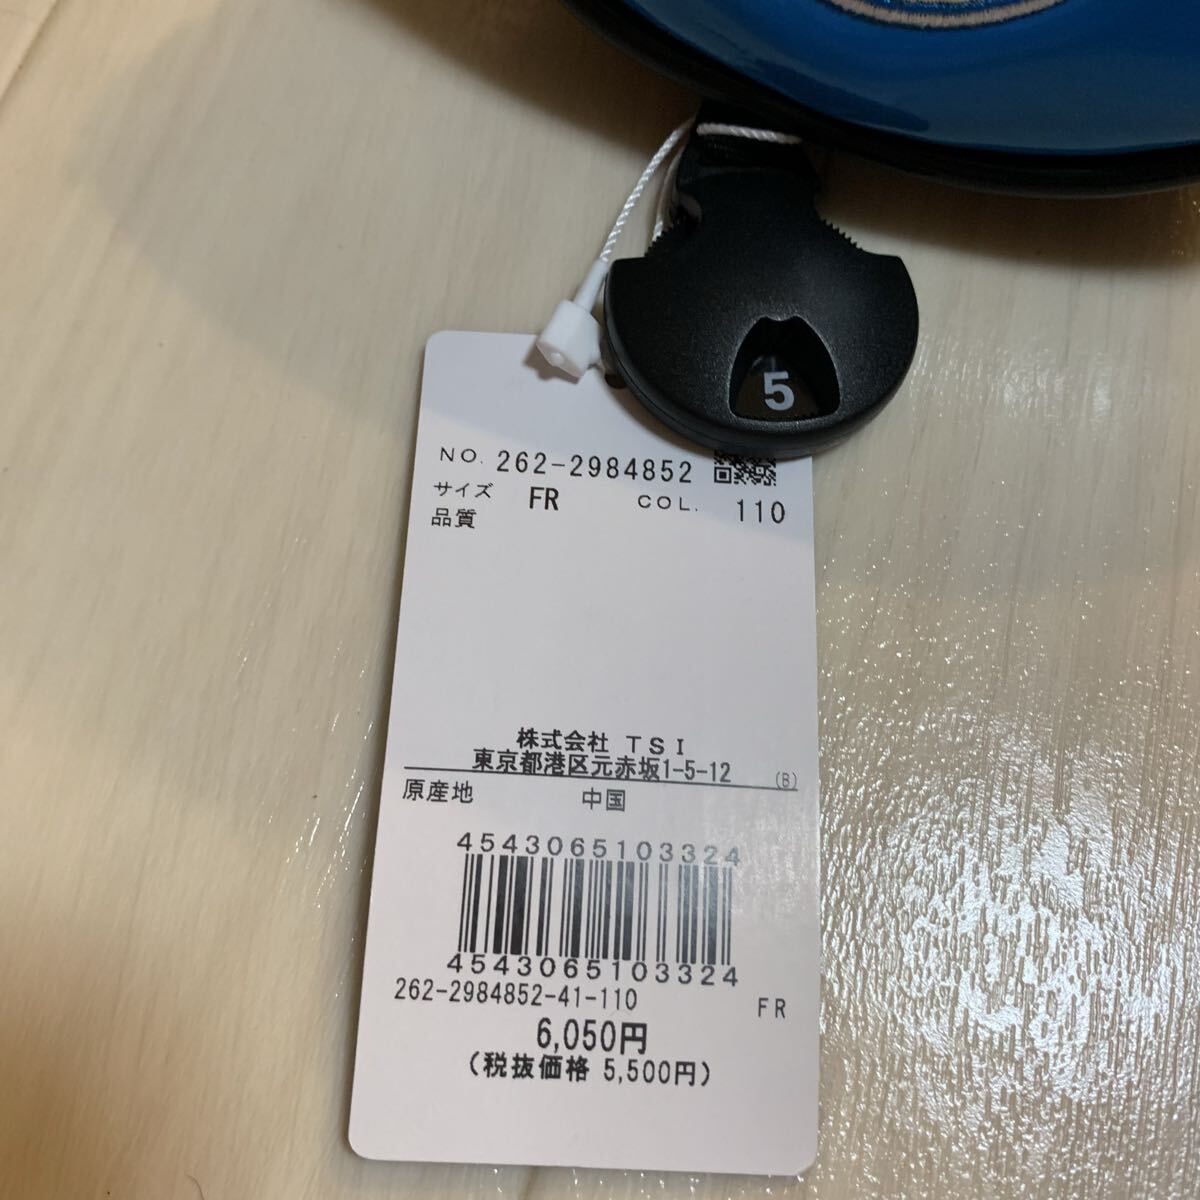 5
NO. 262-2984852
サイズ FR COL. 110
品質
株式会社 TSI
東京都港区元赤坂1-5-12 (B)
原産地 中国
4543065103324
4543065103324
262-2984852-41-110 FR
6,050円
(税抜価格 5,500円)